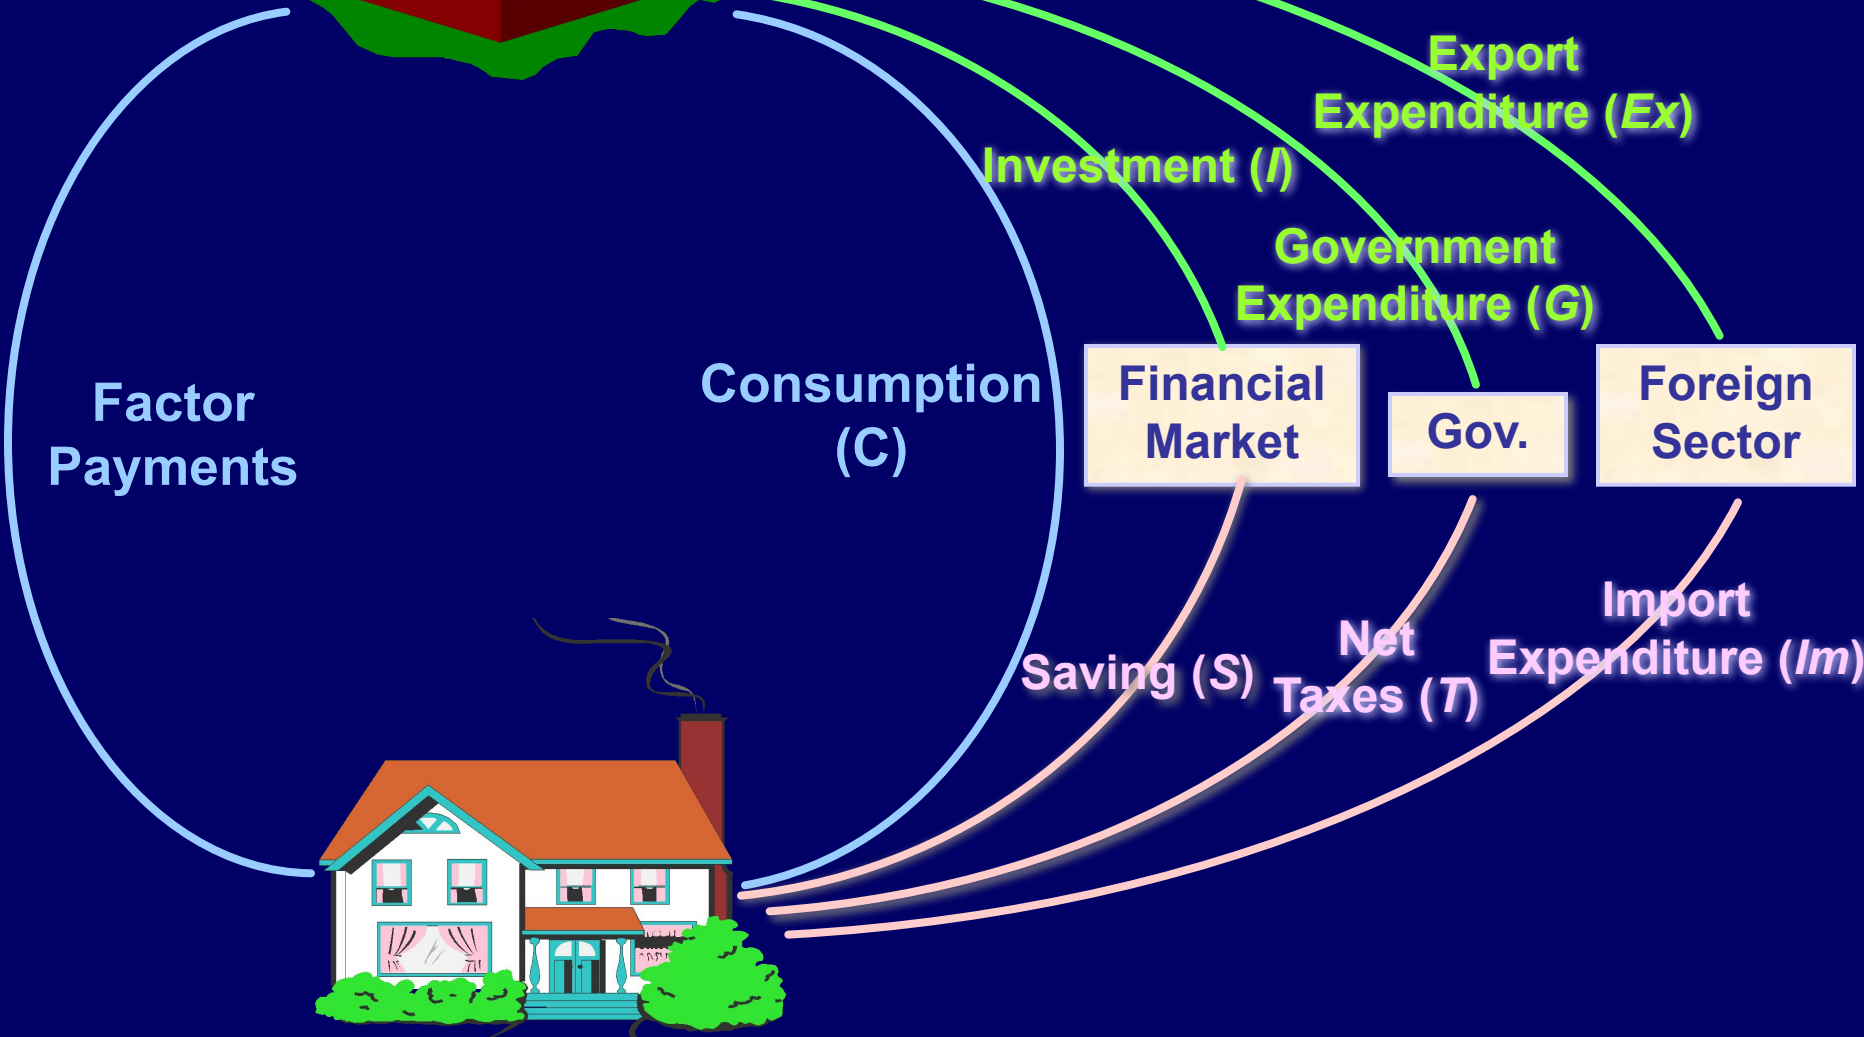 Export
Expenditure (Ex)
Investment (I)
Government
Expenditure (G)
Factor
Payments
Consumption
(C)
Financial
Market
Gov.
Foreign
Sector
Saving (S)
Net
Taxes (T)
Import
Expenditure (Im)